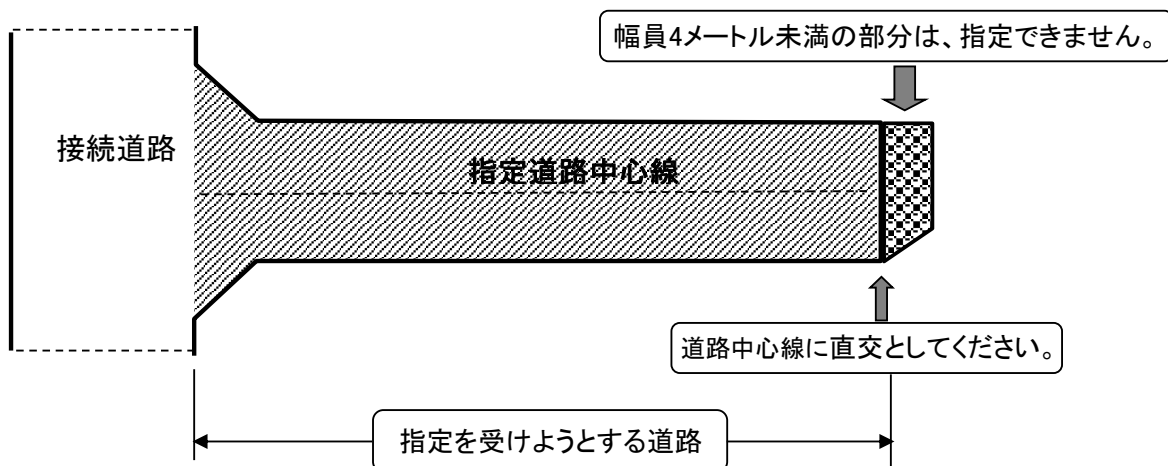 幅員4メートル未満の部分は、指定できません。
接続道路
指定道路中心線
道路中心線に直交としてください。
指定を受けようとする道路